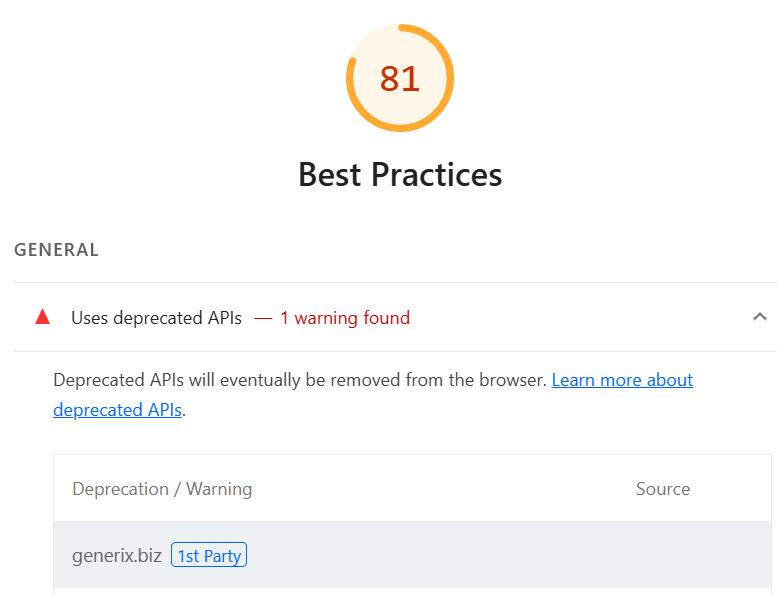 81
Best Practices
GENERAL
Uses deprecated APIs — 1 warning found
Deprecated APIs will eventually be removed from the browser. Learn more about
deprecated APIs.
Deprecation / Warning Source
generix.biz 1st Party